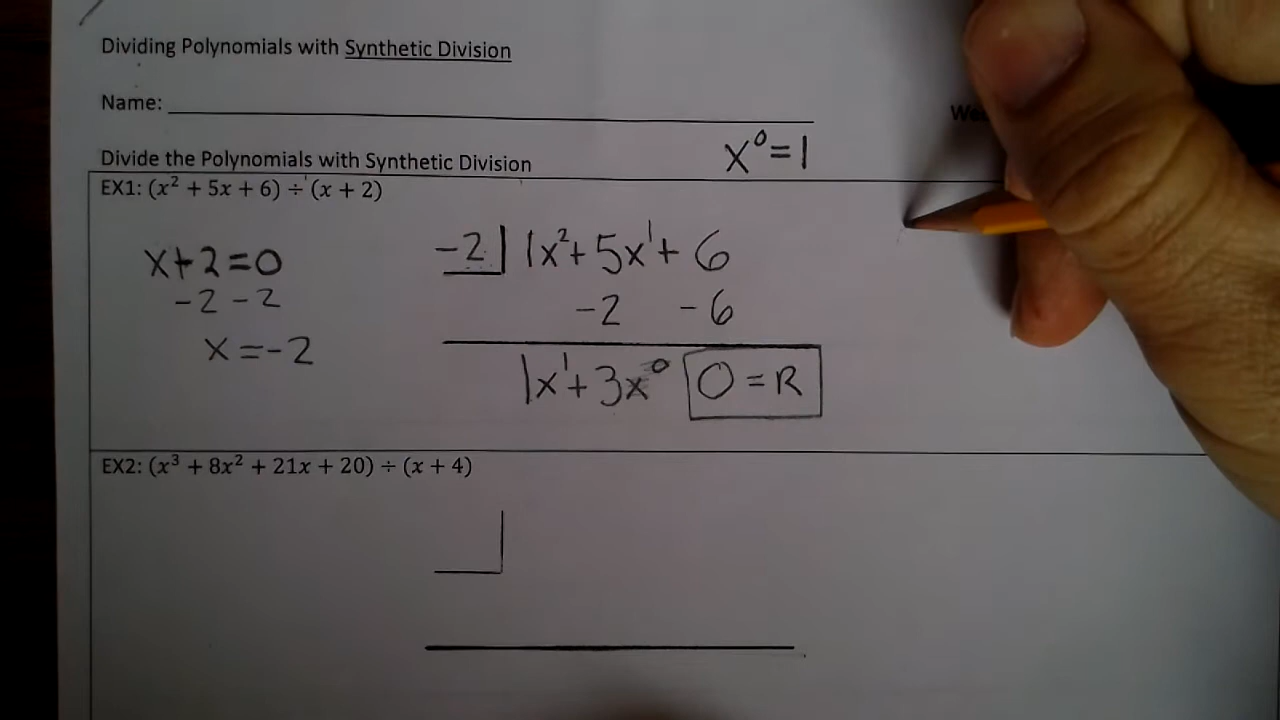 Dividing Polynomials with Synthetic Division
Name:
x⁰=1
Divide the Polynomials with Synthetic Division
EX1: (x² + 5x + 6) ÷ (x + 2)
x+2=0
-2 -2
x=-2
-2 1x²+5x¹+6
-2 -6
1x¹+3x⁰ 0=R
EX2: (x³ + 8x² + 21x + 20) ÷ (x + 4)